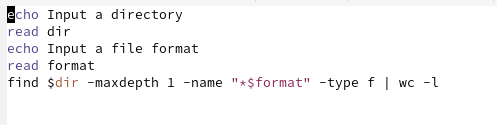 echo Input a directory
read dir
echo Input a file format
read format
find $dir -maxdepth 1 -name "*$format" -type f | wc -l